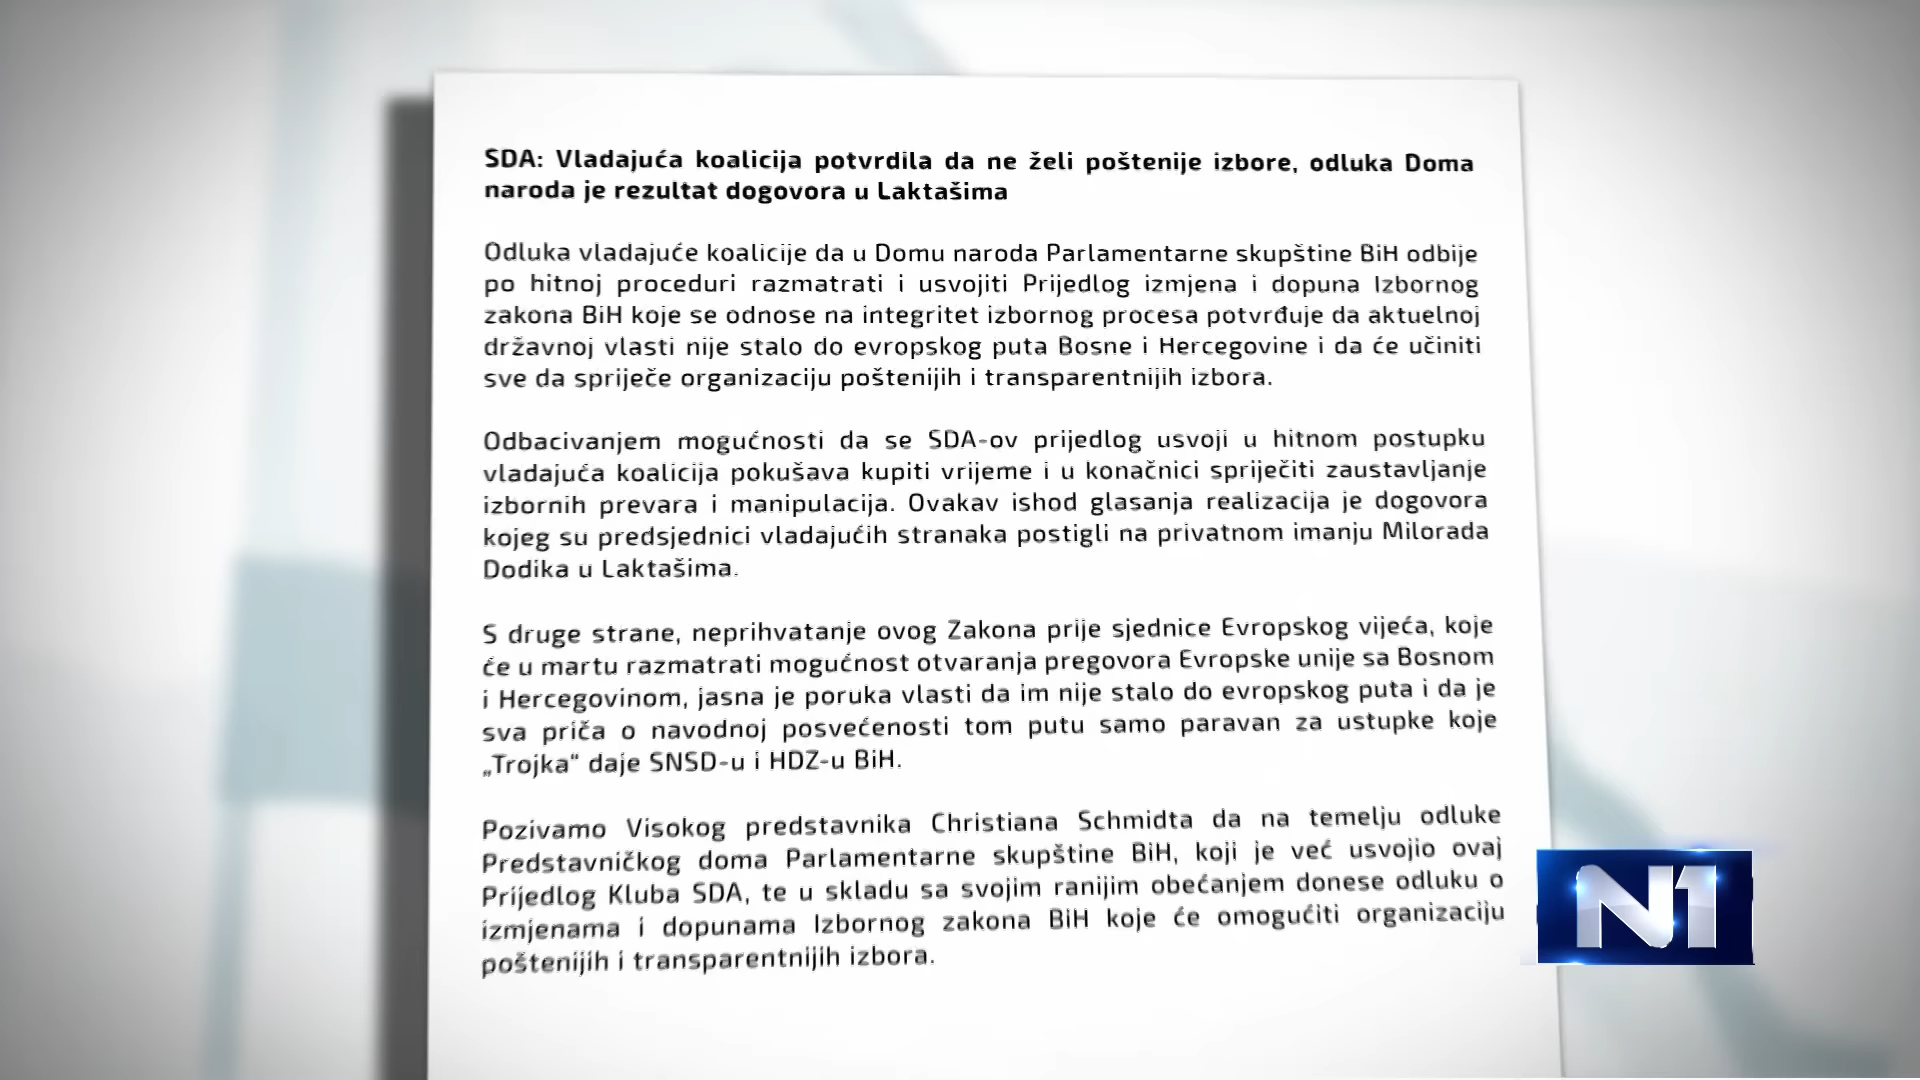 SDA: Vladajuća koalicija potvrdila da ne želi poštenije izbore, odluka Doma
naroda je rezultat dogovora u Laktašima
Odluka vladajuće koalicije da u Domu naroda Parlamentarne skupštine BiH odbije
po hitnoj proceduri razmatrati i usvojiti Prijedlog izmjena i dopuna Izbornog
zakona BiH koje se odnose na integritet izbornog procesa potvrđuje da aktuelnoj
državnoj vlasti nije stalo do evropskog puta Bosne i Hercegovine i da će učiniti
sve da spriječe organizaciju poštenijih i transparentnijih izbora.
Odbacivanjem mogućnosti da se SDA-ov prijedlog usvoji u hitnom postupku
vladajuća koalicija pokušava kupiti vrijeme i u konačnici spriječiti zaustavljanje
izbornih prevara i manipulacija. Ovakav ishod glasanja realizacija je dogovora
kojeg su predsjednici vladajućih stranaka postigli na privatnom imanju Milorada
Dodika u Laktašima.
S druge strane, neprihvatanje ovog Zakona prije sjednice Evropskog vijeća, koje
će u martu razmatrati mogućnost otvaranja pregovora Evropske unije sa Bosnom
i Hercegovinom, jasna je poruka vlasti da im nije stalo do evropskog puta i da je
sva priča o navodnoj posvećenosti tom putu samo paravan za ustupke koje
„Trojka“ daje SNSD-u i HDZ-u BiH.
Pozivamo Visokog predstavnika Christiana Schmidta da na temelju odluke
Predstavničkog doma Parlamentarne skupštine BiH, koji je već usvojio ovaj
Prijedlog Kluba SDA, te u skladu sa svojim ranijim obećanjem donese odluku o
izmjenama i dopunama Izbornog zakona BiH koje će omogućiti organizaciju
poštenijih i transparentnijih izbora.
N1